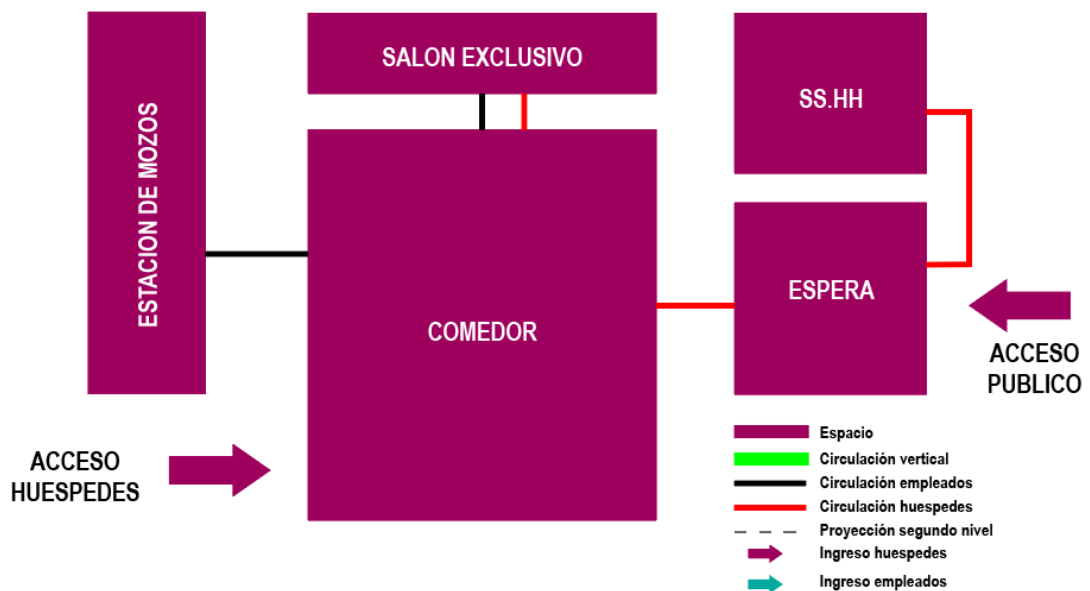 SALON EXCLUSIVO
SS.HH
ESTACION DE MOZOS
COMEDOR
ESPERA
ACCESO
PUBLICO
ACCESO
HUESPEDES
Espacio
Circulación vertical
Circulación empleados
Circulación huespedes
Proyección segundo nivel
Ingreso huespedes
Ingreso empleados